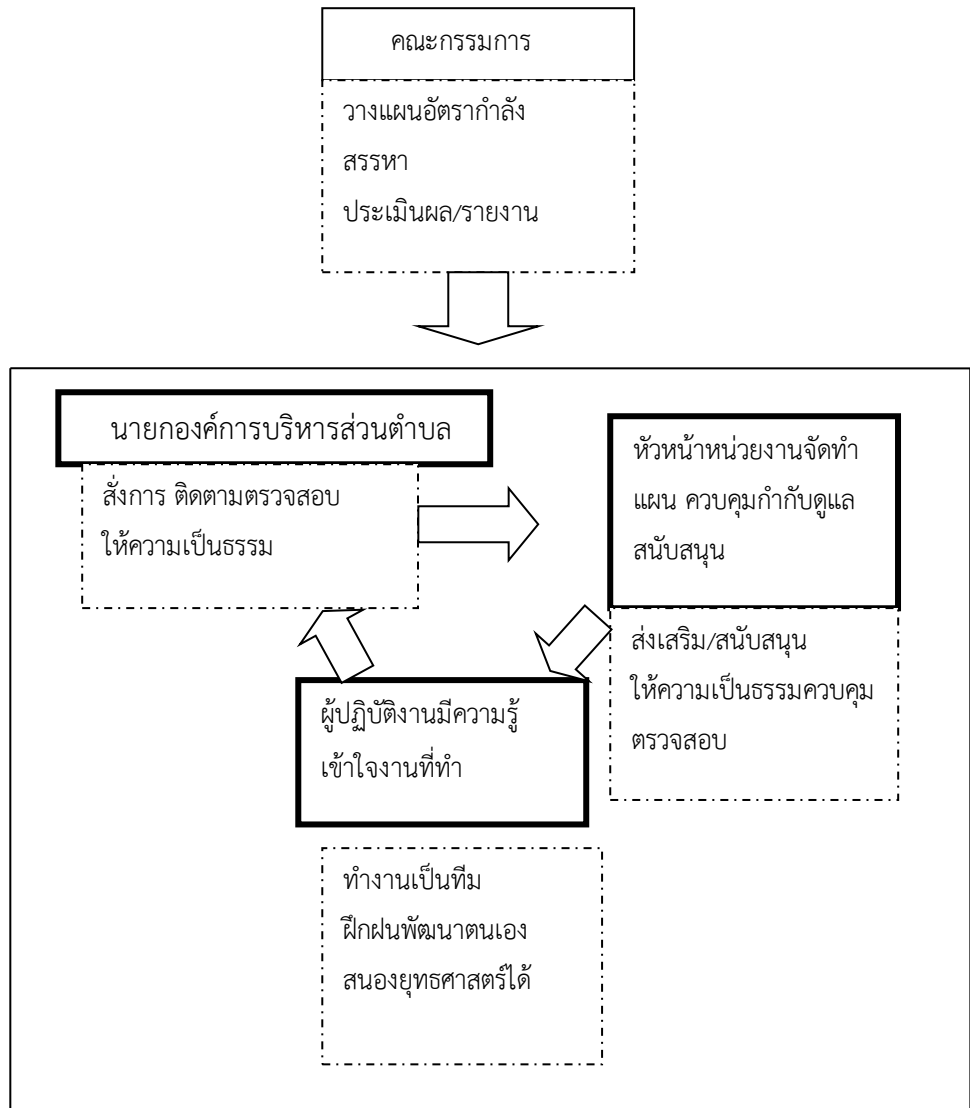 คณะกรรมการ
วางแผนอัตรากำลัง
สรรหา
ประเมินผล/รายงาน
นายกองค์การบริหารส่วนตำบล
สั่งการ ติดตามตรวจสอบ
ให้ความเป็นธรรม
หัวหน้าหน่วยงานจัดทำ
แผน ควบคุมกำกับดูแล
สนับสนุน
ส่งเสริม/สนับสนุน
ให้ความเป็นธรรมควบคุม
ตรวจสอบ
ผู้ปฏิบัติงานมีความรู้
เข้าใจงานที่ทำ
ทำงานเป็นทีม
ฝึกฝนพัฒนาตนเอง
สนองยุทธศาสตร์ได้